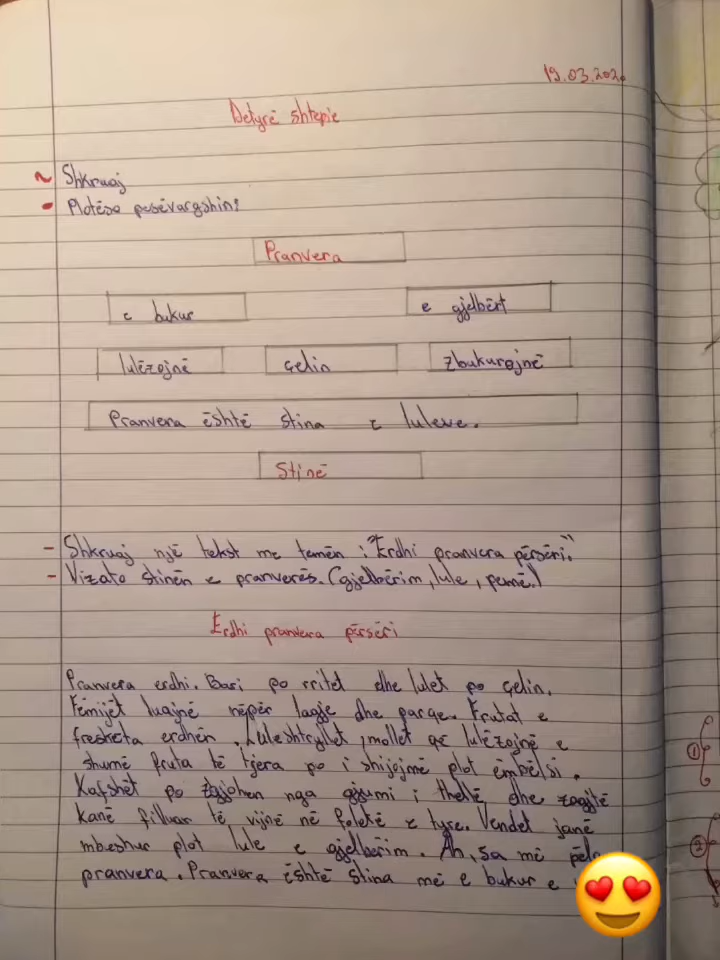 19.03.2020
Detyrë shtëpie
Shkruaj
Plotëso pesëvargshin:
Pranvera
e bukur
e gjelbërt
lulëzojnë
çelin
zbukurojnë
Pranvera është stina e luleve.
Stinë
- Shkruaj një tekst me temën: "Erdhi pranvera përsëri."
- Vizato stinën e pranverës. (gjelbërim, lule, pemë.)
Erdhi pranvera përsëri
Pranvera erdhi. Bari po rritet dhe lulet po çelin.
Fëmijët luajnë nëpër lagje dhe parqe. Frutat e
freskëta erdhën. Luleshtrydhet, mollët që lulëzojnë e
shumë fruta të tjera po i shijojmë plot ëmbëlsi.
Kafshët po zgjohen nga gjumi i thellë dhe zogjtë
kanë filluar të vijnë në foletë e tyre. Vendet janë
mbeshur plot lule e gjelbërim. Ah, sa më
pranvera. Pranvera është stina më e bukur e
1
2